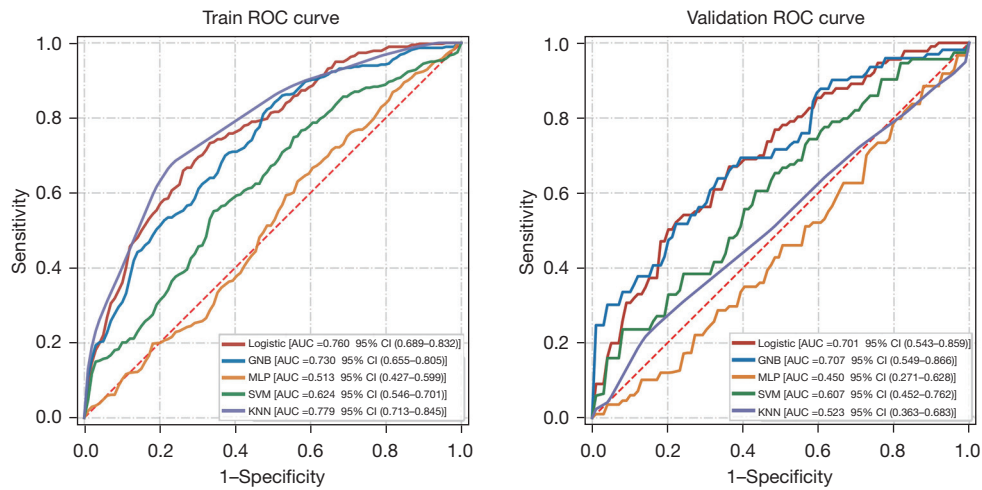 Train ROC curve
1.0
0.8
0.6
0.4
0.2
0.0
Sensitivity
Logistic [AUC =0.760 95% CI (0.689–0.832)]
GNB [AUC =0.730 95% CI (0.655–0.805)]
MLP [AUC =0.513 95% CI (0.427–0.599)]
SVM [AUC =0.624 95% CI (0.546–0.701)]
KNN [AUC =0.779 95% CI (0.713–0.845)]
0.0 0.2 0.4 0.6 0.8 1.0
1–Specificity
Validation ROC curve
1.0
0.8
0.6
0.4
0.2
0.0
Sensitivity
Logistic [AUC =0.701 95% CI (0.543–0.859)]
GNB [AUC =0.707 95% CI (0.549–0.866)]
MLP [AUC =0.450 95% CI (0.271–0.628)]
SVM [AUC =0.607 95% CI (0.452–0.762)]
KNN [AUC =0.523 95% CI (0.363–0.683)]
0.0 0.2 0.4 0.6 0.8 1.0
1–Specificity